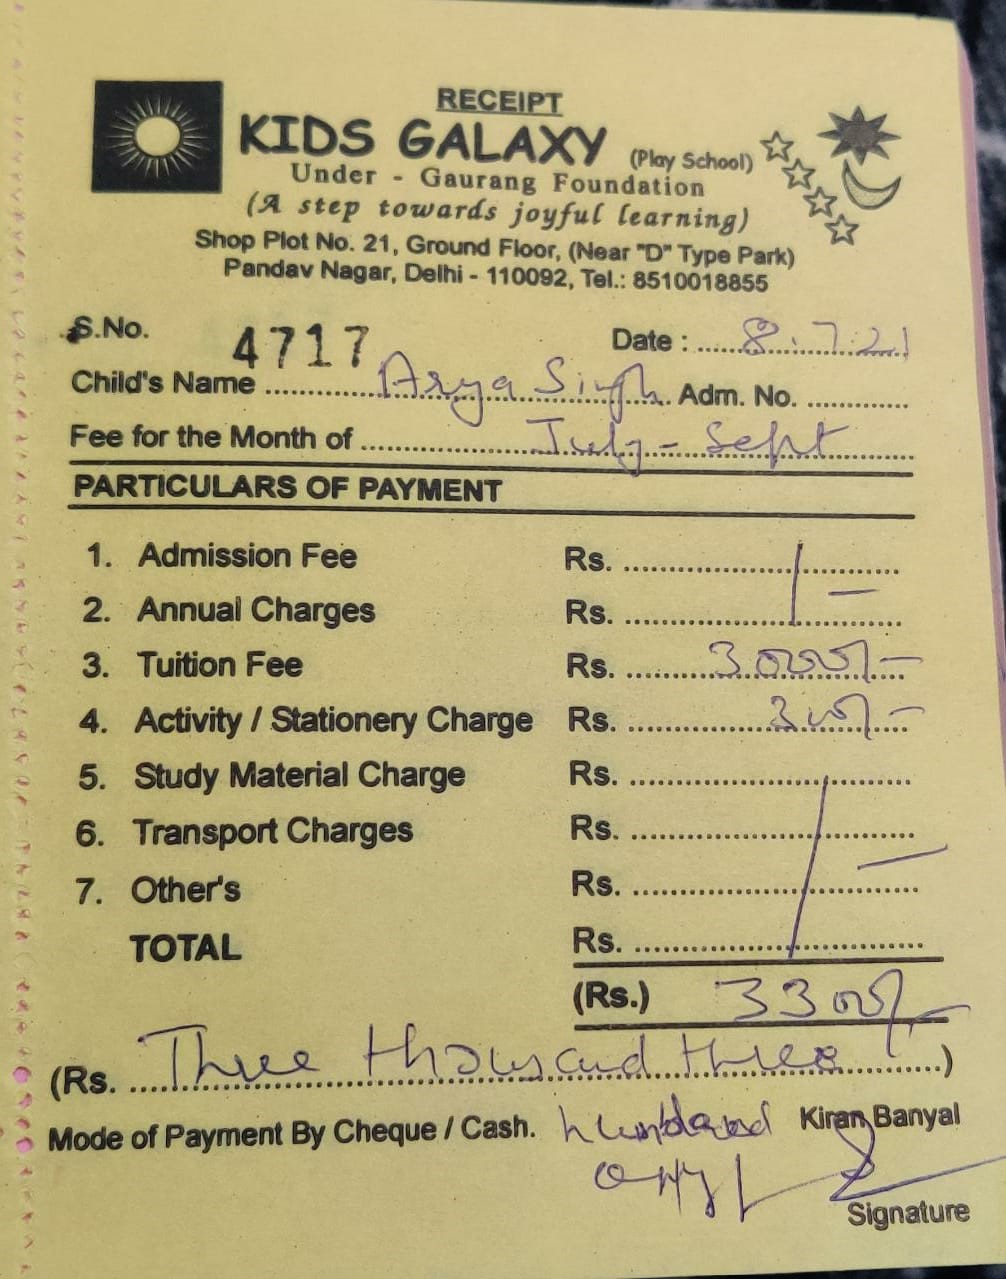 RECEIPT
KIDS GALAXY (Play School)
Under - Gaurang Foundation
(A step towards joyful learning)
Shop Plot No. 21, Ground Floor, (Near "D" Type Park)
Pandav Nagar, Delhi - 110092, Tel.: 8510018855
S.No. 4717 Date : 8.7.21
Child's Name Arya Singh Adm. No.
Fee for the Month of July - Sept
PARTICULARS OF PAYMENT
1. Admission Fee Rs.
2. Annual Charges Rs. -
3. Tuition Fee Rs. 3000/-
4. Activity / Stationery Charge Rs. 300/-
5. Study Material Charge Rs.
6. Transport Charges Rs.
7. Other's Rs.
TOTAL Rs.
(Rs.) 3300/-
(Rs. Three thousand three)
Mode of Payment By Cheque / Cash. hundred Kiran Banyal
only
Signature